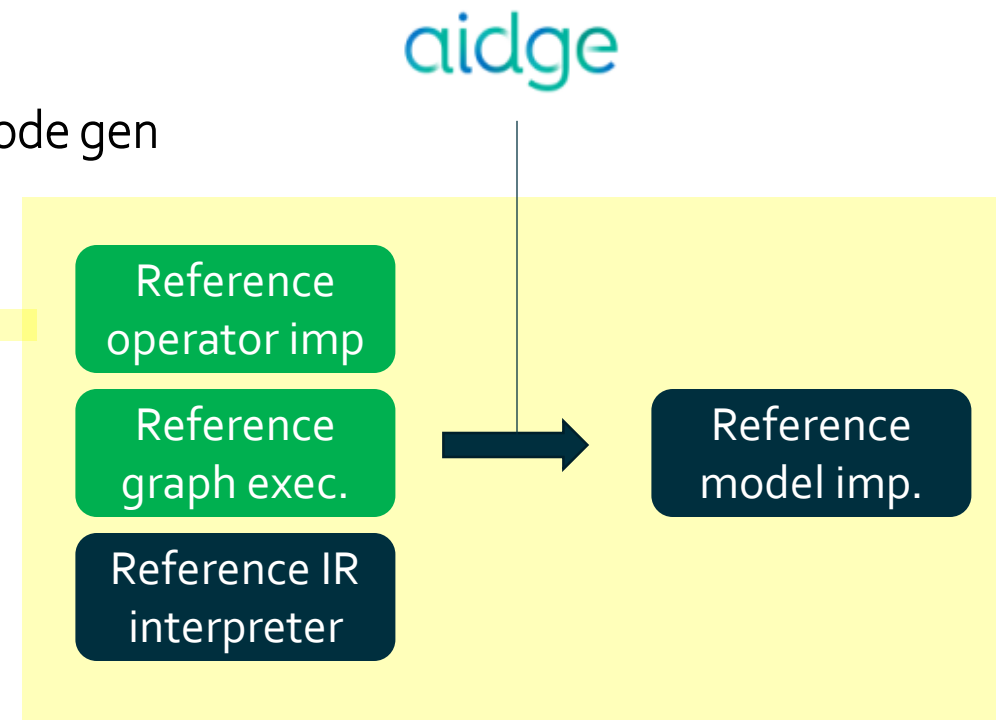 aidge
ode gen
Reference
operator imp
Reference
graph exec.
Reference IR
interpreter
Reference
model imp.